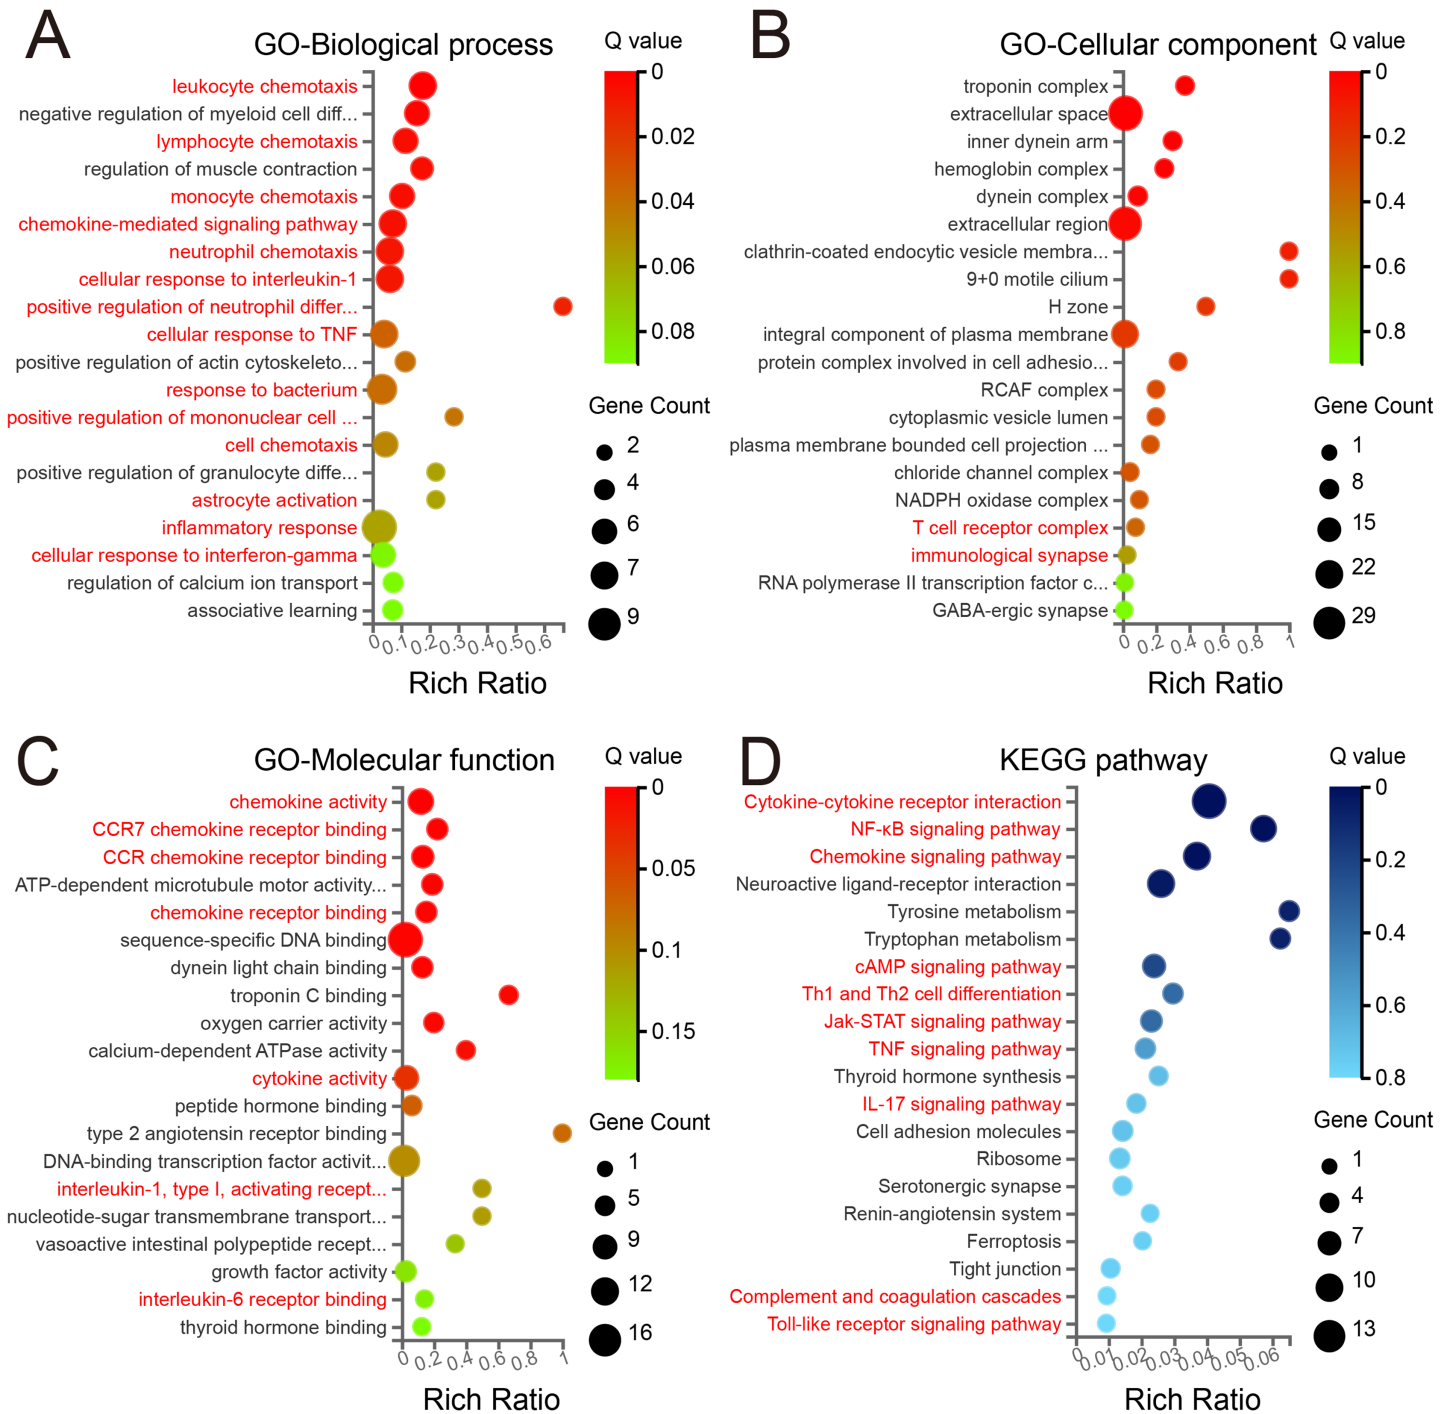 A
GO-Biological process
Q value
leukocyte chemotaxis
negative regulation of myeloid cell diff...
lymphocyte chemotaxis
regulation of muscle contraction
monocyte chemotaxis
chemokine-mediated signaling pathway
neutrophil chemotaxis
cellular response to interleukin-1
positive regulation of neutrophil differ...
cellular response to TNF
positive regulation of actin cytoskeleto...
response to bacterium
positive regulation of mononuclear cell ...
cell chemotaxis
positive regulation of granulocyte diffe...
astrocyte activation
inflammatory response
cellular response to interferon-gamma
regulation of calcium ion transport
associative learning
0 0.1 0.2 0.3 0.4 0.5 0.6
Rich Ratio
0
0.02
0.04
0.06
0.08
Gene Count
2
4
6
7
9
B
GO-Cellular component
Q value
troponin complex
extracellular space
inner dynein arm
hemoglobin complex
dynein complex
extracellular region
clathrin-coated endocytic vesicle membra...
9+0 motile cilium
H zone
integral component of plasma membrane
protein complex involved in cell adhesio...
RCAF complex
cytoplasmic vesicle lumen
plasma membrane bounded cell projection ...
chloride channel complex
NADPH oxidase complex
T cell receptor complex
immunological synapse
RNA polymerase II transcription factor c...
GABA-ergic synapse
0 0.2 0.4 0.6 0.8 1
Rich Ratio
0
0.2
0.4
0.6
0.8
Gene Count
1
8
15
22
29
C
GO-Molecular function
Q value
chemokine activity
CCR7 chemokine receptor binding
CCR chemokine receptor binding
ATP-dependent microtubule motor activity...
chemokine receptor binding
sequence-specific DNA binding
dynein light chain binding
troponin C binding
oxygen carrier activity
calcium-dependent ATPase activity
cytokine activity
peptide hormone binding
type 2 angiotensin receptor binding
DNA-binding transcription factor activit...
interleukin-1, type I, activating recept...
nucleotide-sugar transmembrane transport...
vasoactive intestinal polypeptide recept...
growth factor activity
interleukin-6 receptor binding
thyroid hormone binding
0 0.2 0.4 0.6 0.8 1
Rich Ratio
0
0.05
0.1
0.15
Gene Count
1
5
9
12
16
D
KEGG pathway
Q value
Cytokine-cytokine receptor interaction
NF-κB signaling pathway
Chemokine signaling pathway
Neuroactive ligand-receptor interaction
Tyrosine metabolism
Tryptophan metabolism
cAMP signaling pathway
Th1 and Th2 cell differentiation
Jak-STAT signaling pathway
TNF signaling pathway
Thyroid hormone synthesis
IL-17 signaling pathway
Cell adhesion molecules
Ribosome
Serotonergic synapse
Renin-angiotensin system
Ferroptosis
Tight junction
Complement and coagulation cascades
Toll-like receptor signaling pathway
0 0.01 0.02 0.03 0.04 0.05 0.06
Rich Ratio
0
0.2
0.4
0.6
0.8
Gene Count
1
4
7
10
13